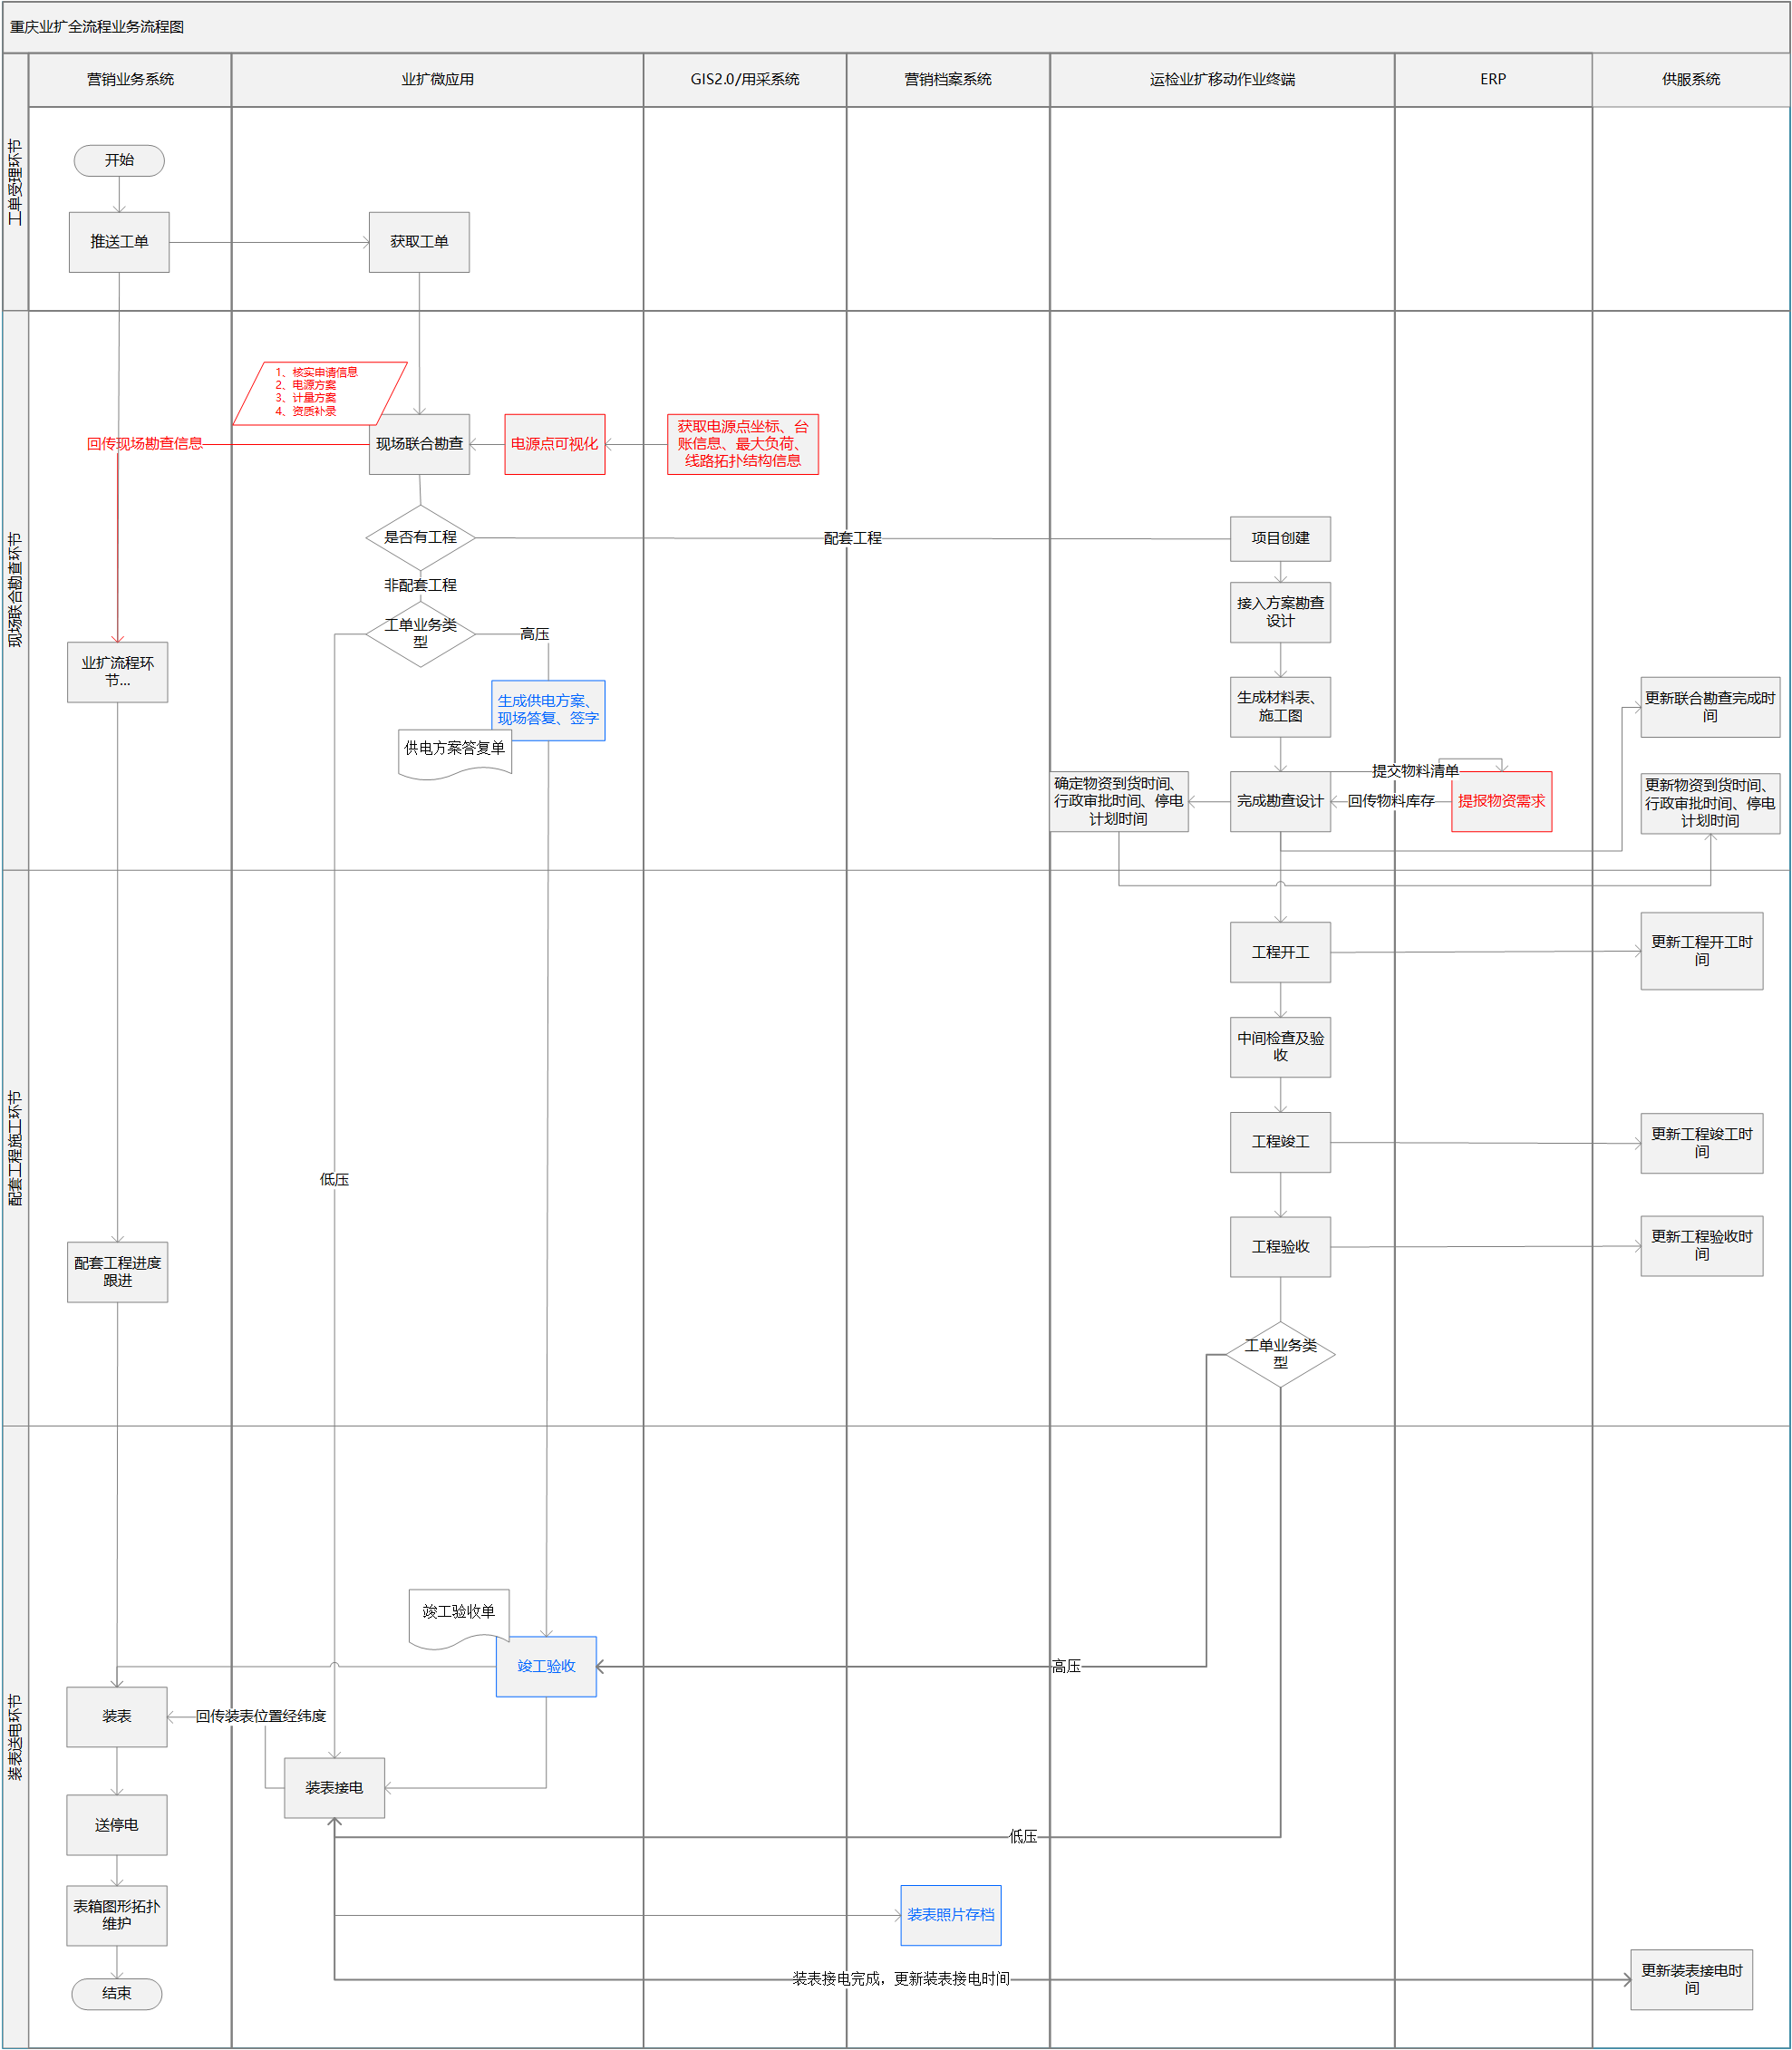 重庆业扩全流程业务流程图
营销业务系统
业扩微应用
GIS2.0/用采系统
营销档案系统
运检业扩移动作业终端
ERP
供服系统
工单受理环节
开始
推送工单
获取工单
现场联合勘查环节
1、核实申请信息
2、电源方案
3、计量方案
4、资质补录
回传现场勘查信息
现场联合勘查
电源点可视化
获取电源点坐标、台
账信息、最大负荷、
线路拓扑结构信息
是否有工程
配套工程
项目创建
非配套工程
接入方案勘查
设计
工单业务类
型
高压
业扩流程环
节...
生成供电方案、
现场答复、签字
供电方案答复单
生成材料表、
施工图
更新联合勘查完成时
间
确定物资到货时间、
行政审批时间、停电
计划时间
完成勘查设计
提交物料清单
回传物料库存
提报物资需求
更新物资到货时间、
行政审批时间、停电
计划时间
配套工程施工环节
工程开工
更新工程开工时
间
中间检查及验
收
工程竣工
更新工程竣工时
间
低压
配套工程进度
跟进
工程验收
更新工程验收时
间
工单业务类
型
装表送电环节
竣工验收单
竣工验收
高压
装表
回传装表位置经纬度
装表接电
送停电
低压
表箱图形拓扑
维护
装表照片存档
结束
装表接电完成，更新装表接电时间
更新装表接电时
间